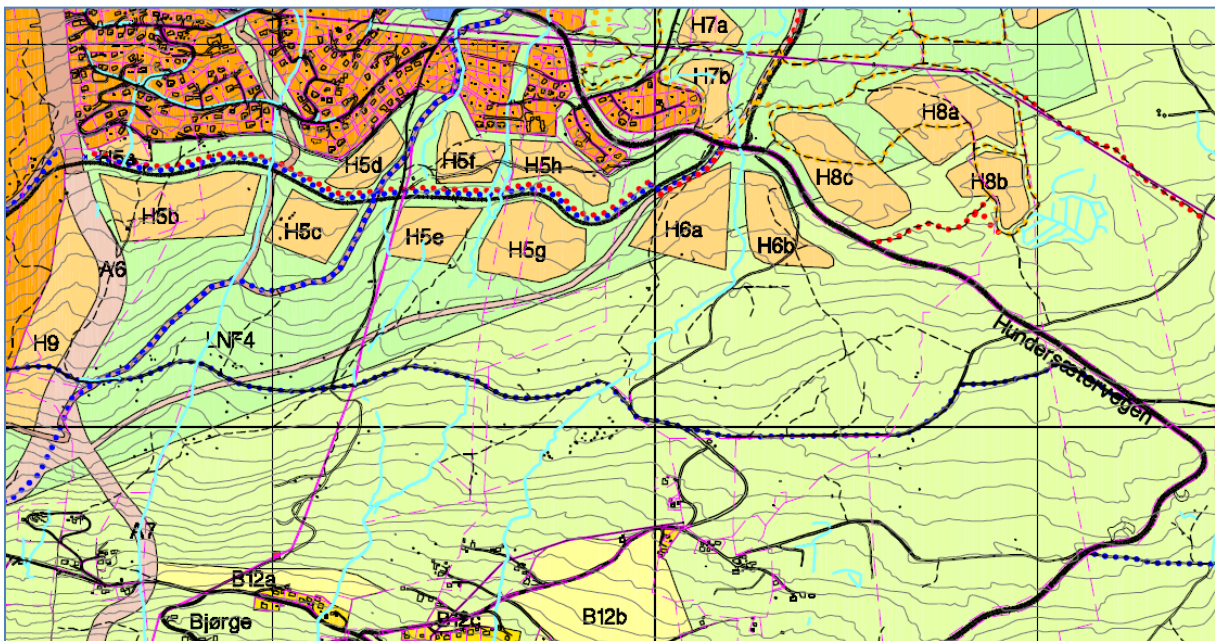 H7a
H7b
H8a
H5a
H5d
H5f
H5h
H8c
H8b
H5b
H5c
H5e
H5g
H6a
H6b
A6
H9
LNF4
Hundersætervegen
A7
B12a
Bjørge
B12c
B12b